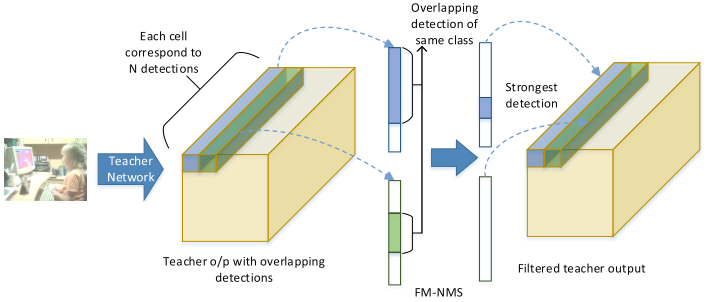 Each cell
correspond to
N detections
Overlapping
detection of
same class
Strongest
detection
Teacher
Network
Teacher o/p with overlapping
detections
FM-NMS
Filtered teacher output